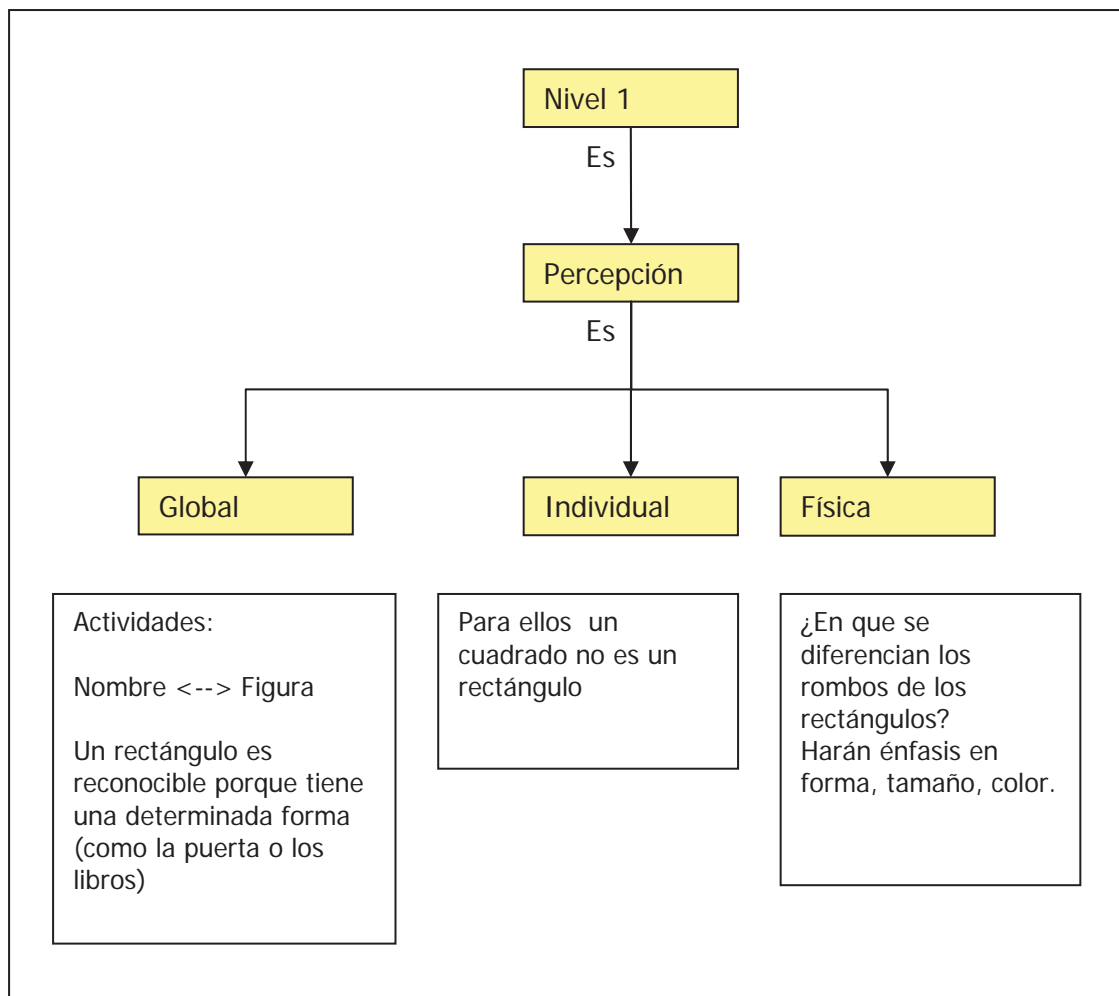 Nivel 1
Es
Percepción
Es
Global
Individual
Física
Actividades:
Nombre <--> Figura
Un rectángulo es
reconocible porque tiene
una determinada forma
(como la puerta o los
libros)
Para ellos un
cuadrado no es un
rectángulo
¿En que se
diferencian los
rombos de los
rectángulos?
Harán énfasis en
forma, tamaño, color.